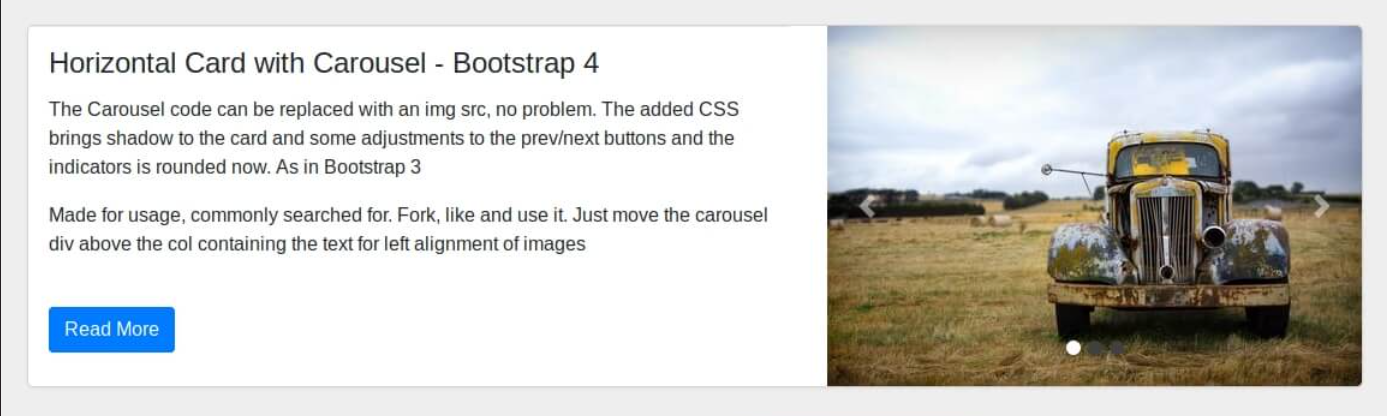 Horizontal Card with Carousel - Bootstrap 4
The Carousel code can be replaced with an img src, no problem. The added CSS
brings shadow to the card and some adjustments to the prev/next buttons and the
indicators is rounded now. As in Bootstrap 3
Made for usage, commonly searched for. Fork, like and use it. Just move the carousel
div above the col containing the text for left alignment of images
Read More